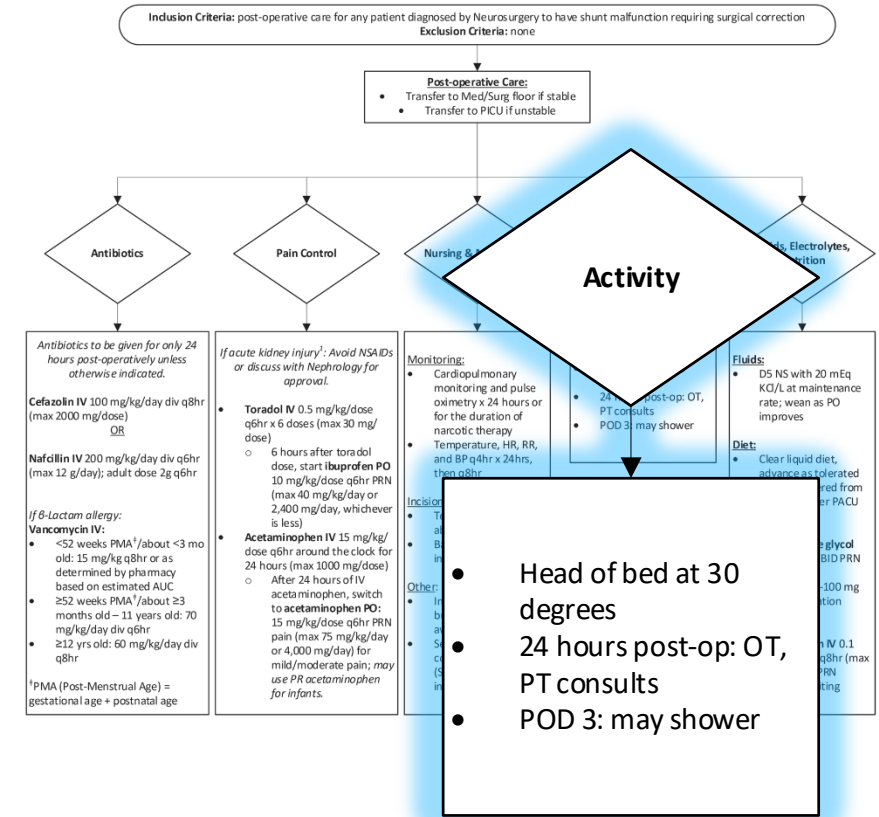 Inclusion Criteria: post-operative care for any patient diagnosed by Neurosurgery to have shunt malfunction requiring surgical correction
Exclusion Criteria: none
Post-operative Care:
• Transfer to Med/Surg floor if stable
• Transfer to PICU if unstable
Antibiotics
Pain Control
Nursing &
Activity
Electrolytes,
Antibiotics to be given for only 24
hours post-operatively unless
otherwise indicated.
Cefazolin IV 100 mg/kg/day div q8hr
(max 2000 mg/dose)
OR
Nafcillin IV 200 mg/kg/day div q6hr
(max 12 g/day); adult dose 2g q6hr
If β-Lactam allergy:
Vancomycin IV:
• <52 weeks PMA‡/about <3 mo
old: 15 mg/kg q8hr or as
determined by pharmacy
based on estimated AUC
• ≥52 weeks PMA‡/about ≥3
months old – 11 years old: 70
mg/kg/day div q6hr
• ≥12 yrs old: 60 mg/kg/day div
q8hr
†PMA (Post-Menstrual Age) =
gestational age + postnatal age
If acute kidney injury‡: Avoid NSAIDs
or discuss with Nephrology for
approval.
• Toradol IV 0.5 mg/kg/dose
q6hr x 6 doses (max 30 mg/
dose)
○ 6 hours after toradol
dose, start ibuprofen PO
10 mg/kg/dose q6hr PRN
(max 40 mg/kg/day or
2,400 mg/day, whichever
is less)
• Acetaminophen IV 15 mg/kg/
dose q6hr around the clock for
24 hours (max 1000 mg/dose)
○ After 24 hours of IV
acetaminophen, switch
to acetaminophen PO:
15 mg/kg/dose q6hr PRN
pain (max 75 mg/kg/day
or 4,000 mg/day) for
mild/moderate pain; may
use PR acetaminophen
for infants.
Monitoring:
• Cardiopulmonary
monitoring and pulse
oximetry x 24 hours or
for the duration of
narcotic therapy
• Temperature, HR, RR,
and BP q4hr x 24hrs,
then q8hr
Other:
• 24 post-op: OT,
PT consults
• POD 3: may shower
• Head of bed at 30
degrees
• 24 hours post-op: OT,
PT consults
• POD 3: may shower
Fluids:
• D5 NS with 20 mEq
KCl/L at maintenance
rate; wean as PO
improves
Diet:
• Clear liquid diet,
advance as tolerated
from
PACU
glycol
BID PRN
100 mg
IV 0.1
q8hr (max
PRN